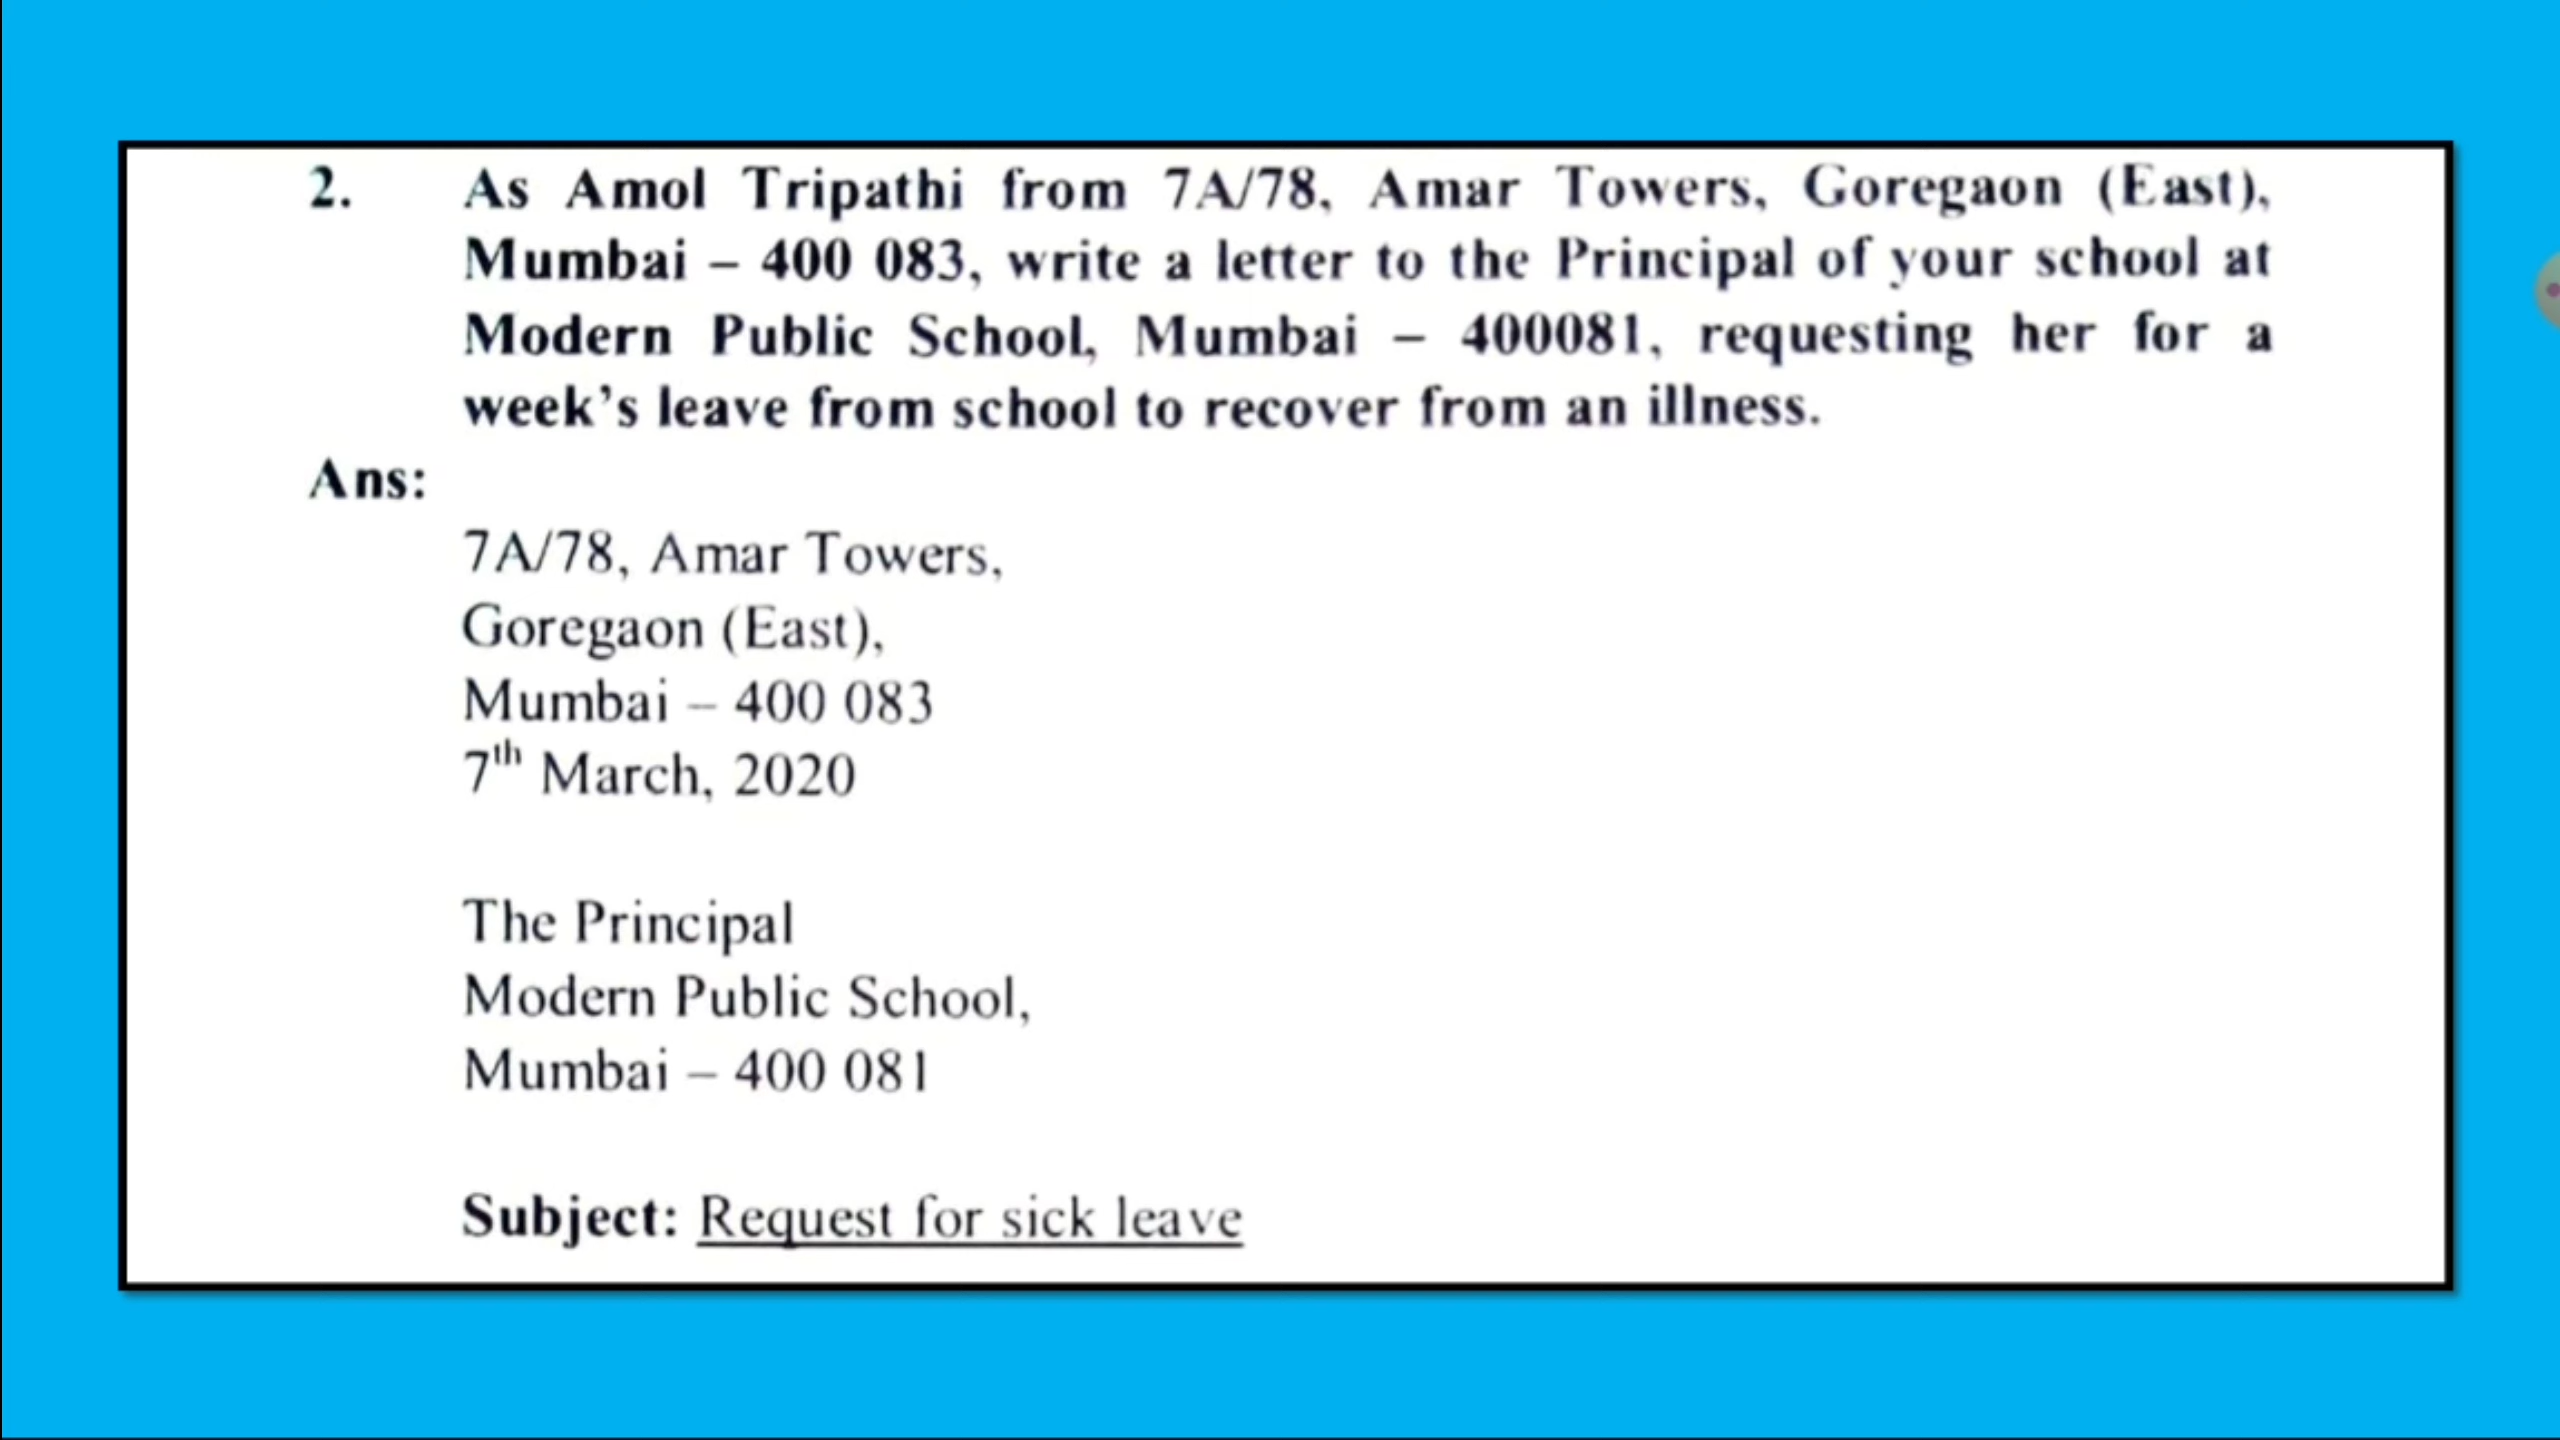 2. As Amol Tripathi from 7A/78, Amar Towers, Goregaon (East),
Mumbai – 400 083, write a letter to the Principal of your school at
Modern Public School, Mumbai – 400081, requesting her for a
week's leave from school to recover from an illness.
Ans:
7A/78, Amar Towers,
Goregaon (East),
Mumbai – 400 083
7th March, 2020
The Principal
Modern Public School,
Mumbai – 400 081
Subject: Request for sick leave